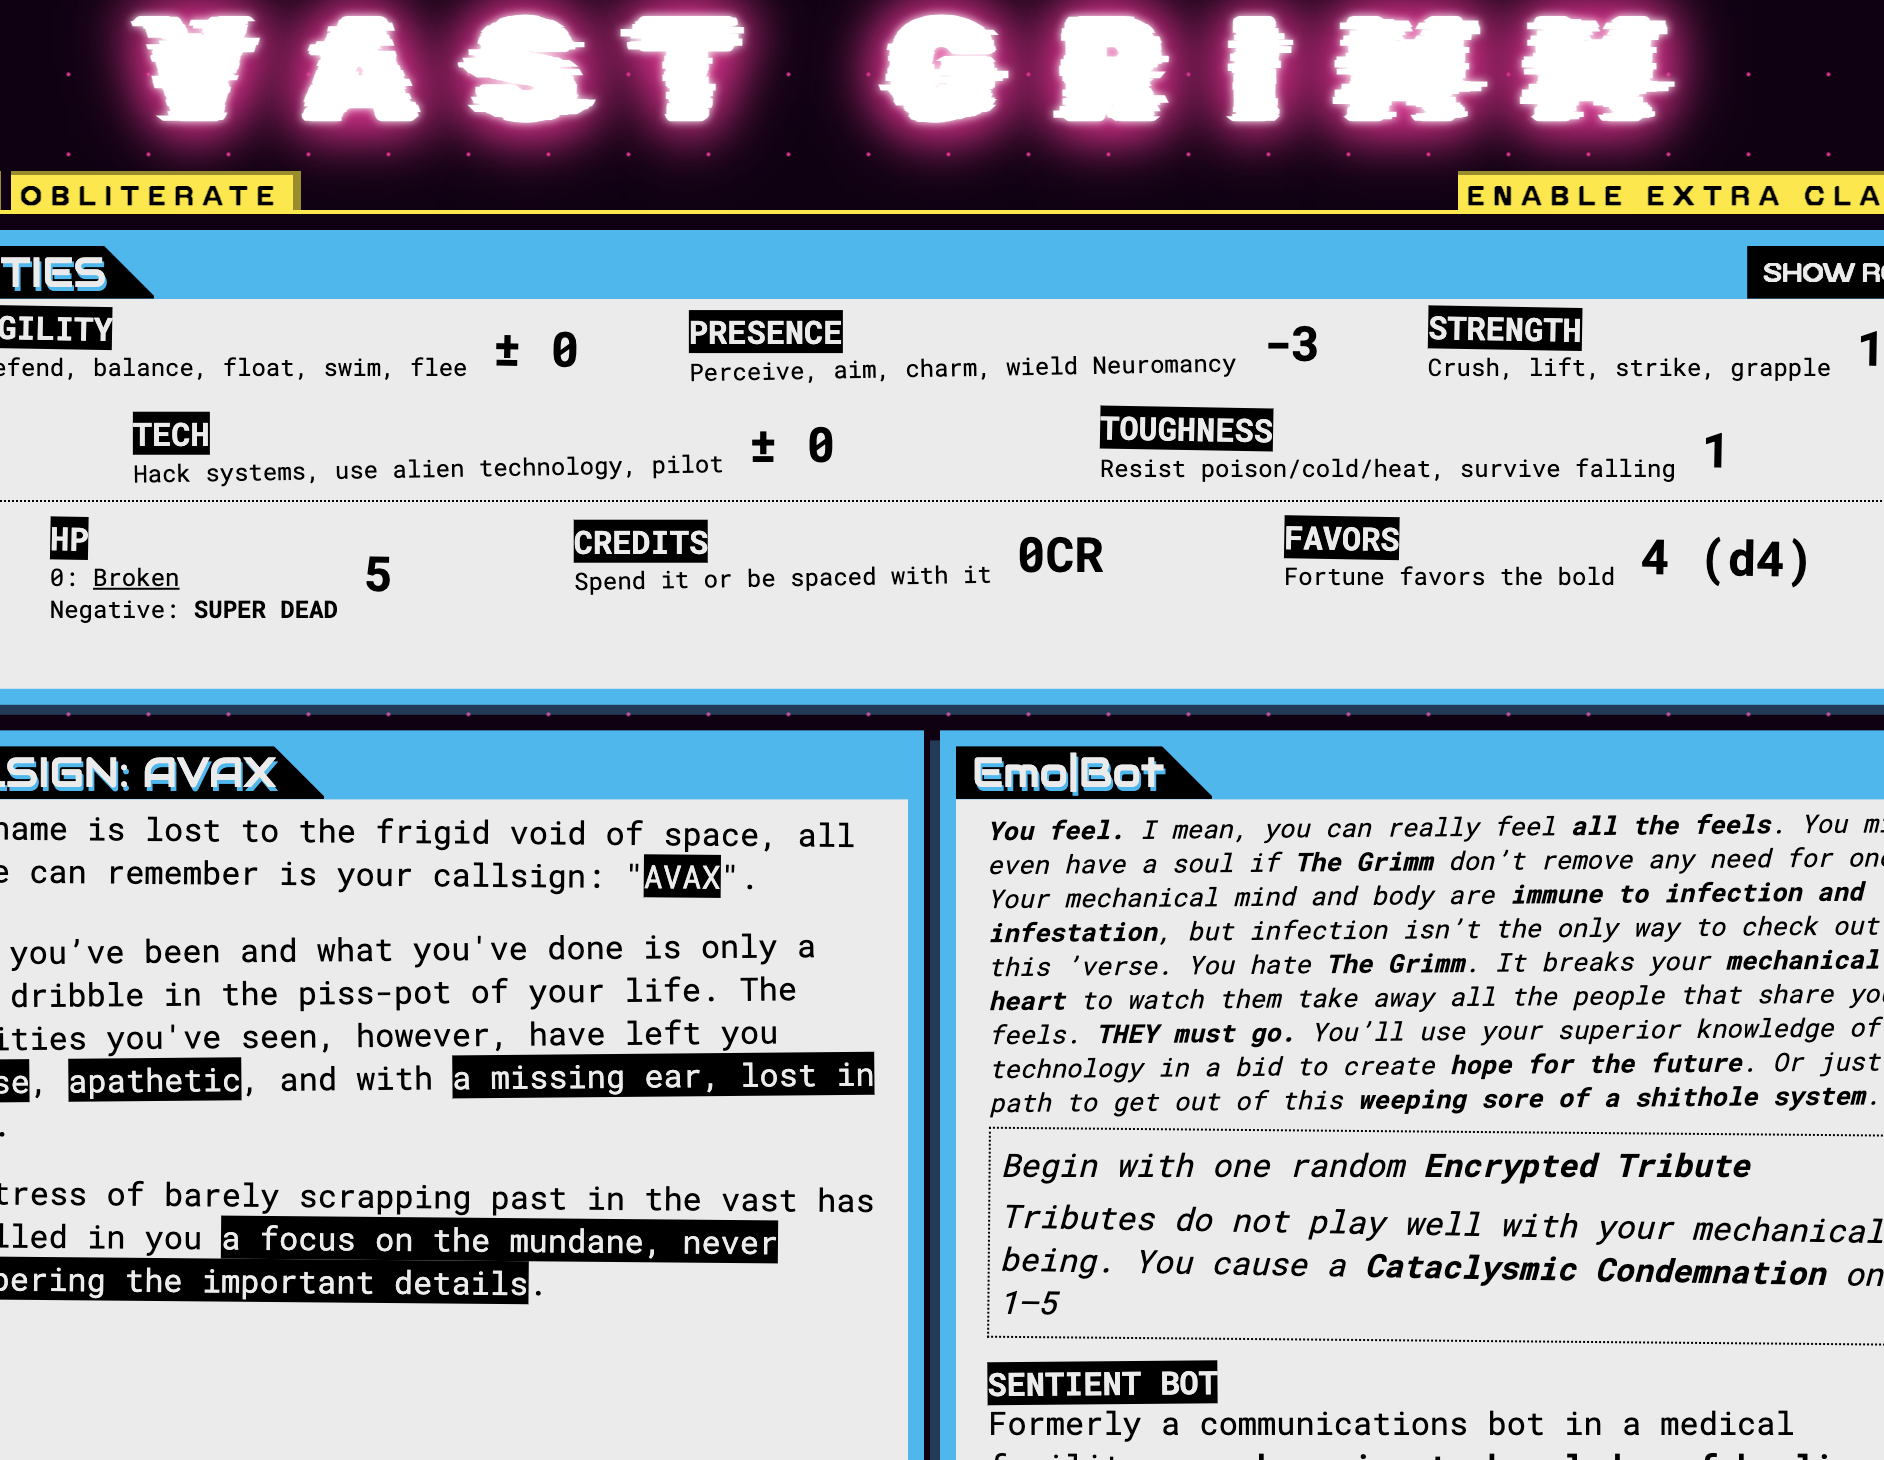 VAST GRIMM
OBLITERATE
ENABLE EXTRA CLA
TIES
SHOW RO
GILITY
efend, balance, float, swim, flee
± 0
PRESENCE
Perceive, aim, charm, wield Neuromancy
-3
STRENGTH
Crush, lift, strike, grapple
1
TECH
Hack systems, use alien technology, pilot
± 0
TOUGHNESS
Resist poison/cold/heat, survive falling
1
HP
0: Broken
Negative: SUPER DEAD
5
CREDITS
Spend it or be spaced with it
0CR
FAVORS
Fortune favors the bold
4 (d4)
LSIGN: AVAX
name is lost to the frigid void of space, all
e can remember is your callsign: "AVAX".
you’ve been and what you've done is only a
dribble in the piss-pot of your life. The
ities you've seen, however, have left you
se, apathetic, and with a missing ear, lost in
.
tress of barely scrapping past in the vast has
lled in you a focus on the mundane, never
bering the important details.
Emo|Bot
You feel. I mean, you can really feel all the feels. You mi
even have a soul if The Grimm don’t remove any need for one
Your mechanical mind and body are immune to infection and
infestation, but infection isn’t the only way to check out
this ’verse. You hate The Grimm. It breaks your mechanical
heart to watch them take away all the people that share you
feels. THEY must go. You’ll use your superior knowledge of
technology in a bid to create hope for the future. Or just
path to get out of this weeping sore of a shithole system.
Begin with one random Encrypted Tribute
Tributes do not play well with your mechanical
being. You cause a Cataclysmic Condemnation on
1–5
SENTIENT BOT
Formerly a communications bot in a medical